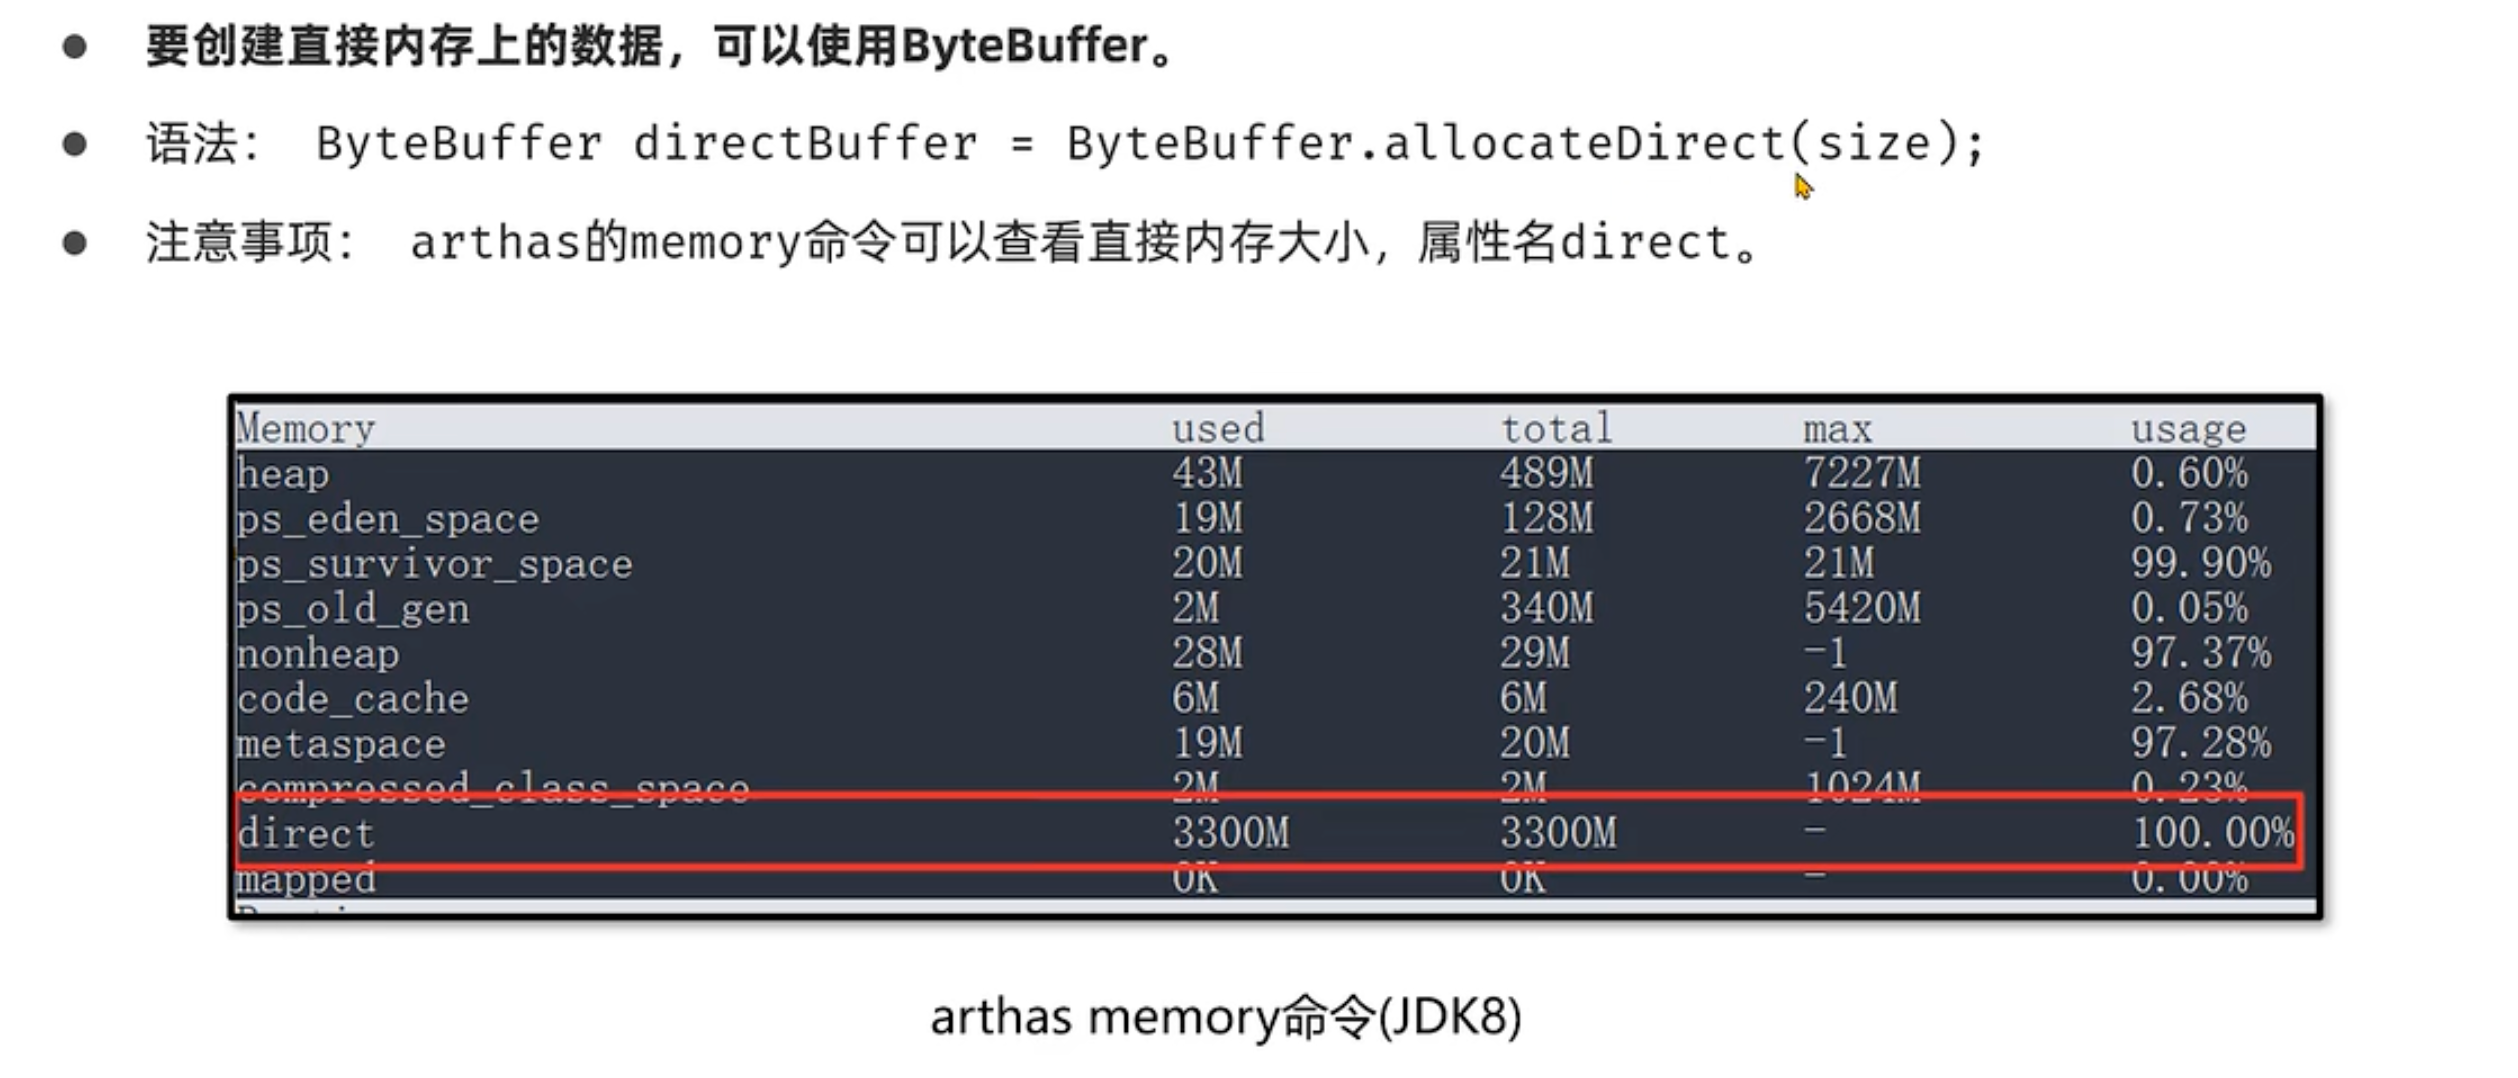 要创建直接内存上的数据，可以使用ByteBuffer。
语法： ByteBuffer directBuffer = ByteBuffer.allocateDirect(size);
注意事项： arthas的memory命令可以查看直接内存大小，属性名direct。
Memory used total max usage
heap 43M 489M 7227M 0.60%
ps_eden_space 19M 128M 2668M 0.73%
ps_survivor_space 20M 21M 21M 99.90%
ps_old_gen 2M 340M 5420M 0.05%
nonheap 28M 29M -1 97.37%
code_cache 6M 6M 240M 2.68%
metaspace 19M 20M -1 97.28%
compressed_class_space 2M 2M 1024M 0.23%
direct 3300M 3300M - 100.00%
mapped 0K 0K - 0.00%
arthas memory命令(JDK8)